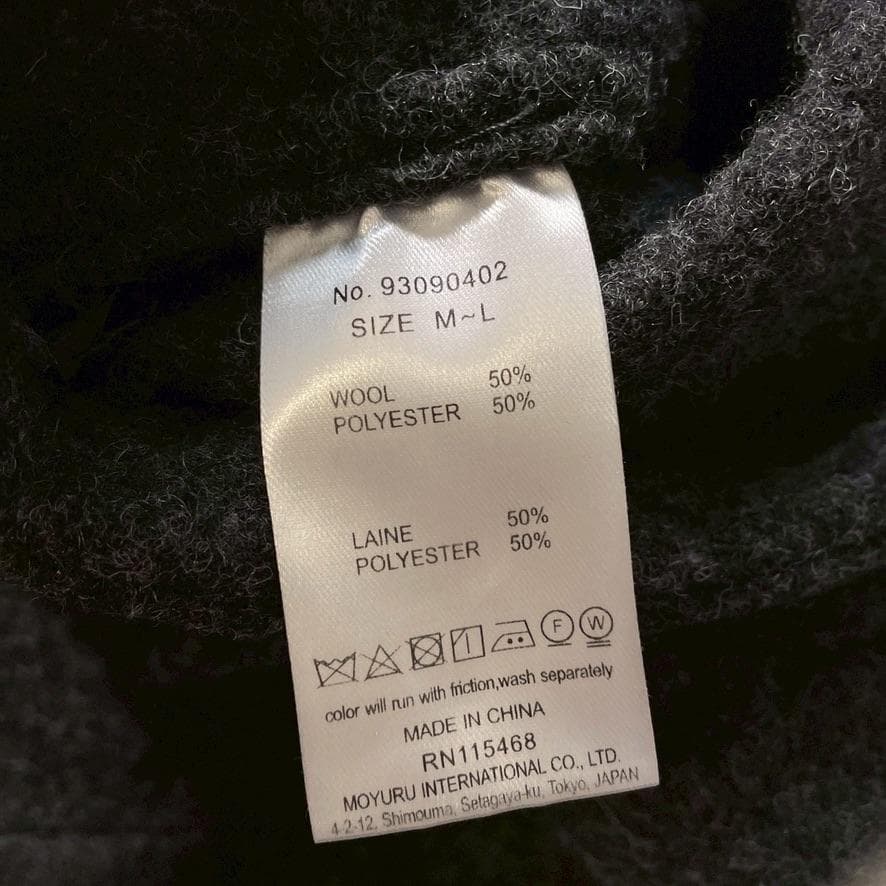 No. 93090402
SIZE M~L
WOOL 50%
POLYESTER 50%
LAINE 50%
POLYESTER 50%
F W
color will run with friction,wash separately
MADE IN CHINA
RN115468
MOYURU INTERNATIONAL CO., LTD.
4-2-12, Shimouma, Setagaya-ku, Tokyo, JAPAN